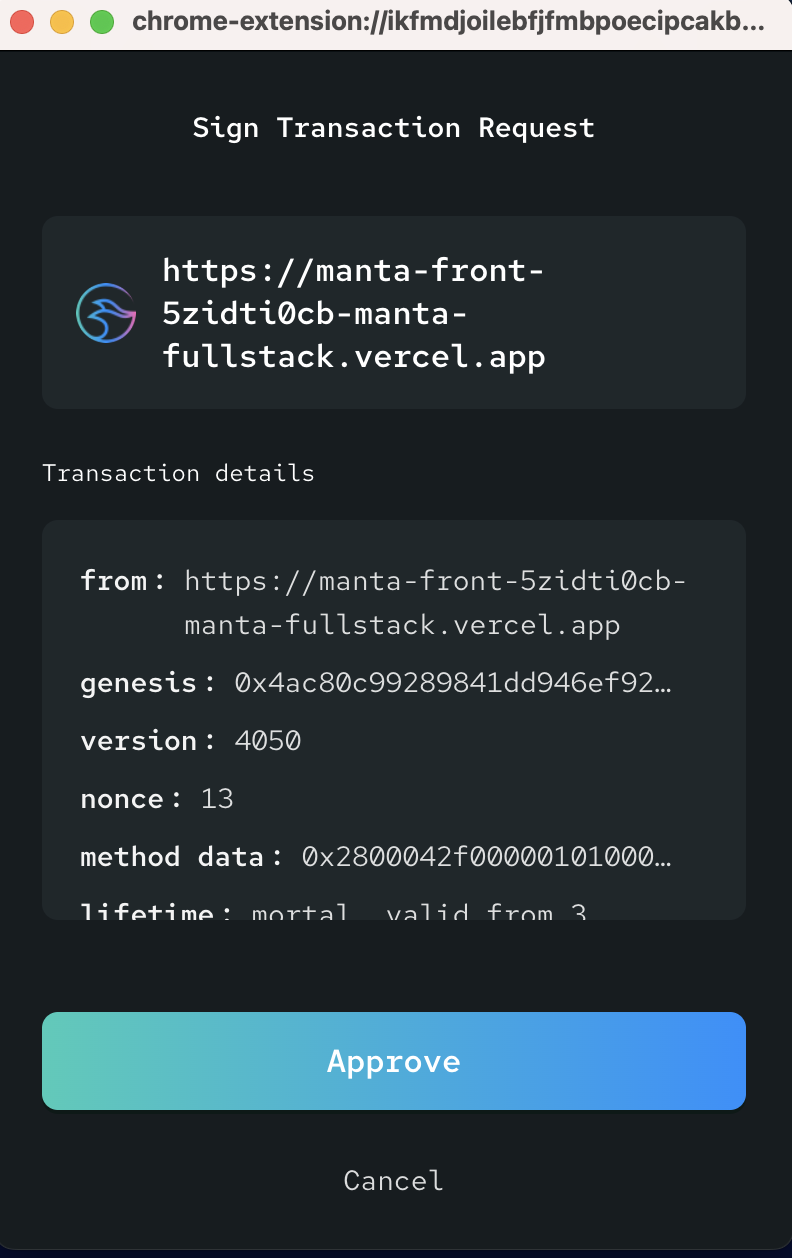 chrome-extension://ikfmdjoilebfjfmbpoecipcakb...
Sign Transaction Request
https://manta-front-
5zidti0cb-manta-
fullstack.vercel.app
Transaction details
from: https://manta-front-5zidti0cb-
manta-fullstack.vercel.app
genesis: 0x4ac80c99289841dd946ef92…
version: 4050
nonce: 13
method data: 0x2800042f00000101000…
lifetime: mortal, valid from 3
Approve
Cancel